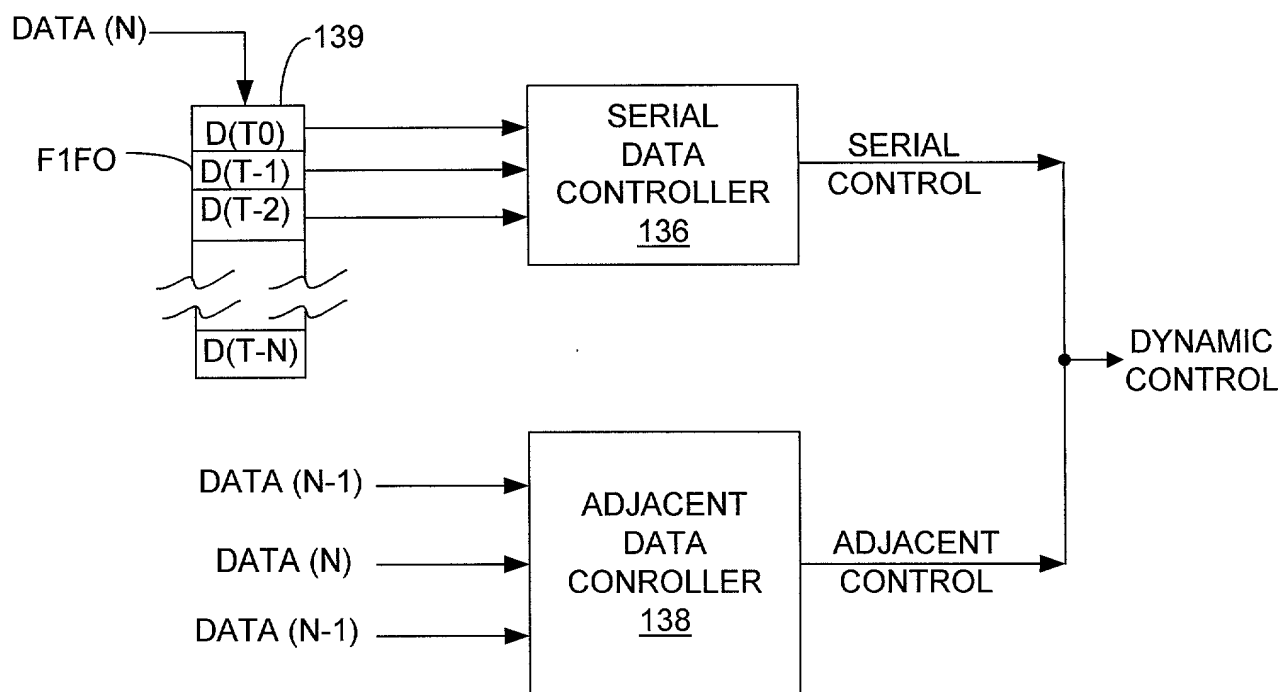 DATA (N)
139
F1FO
D(T0)
D(T-1)
D(T-2)
D(T-N)
SERIAL
DATA
CONTROLLER
136
SERIAL
CONTROL
DYNAMIC
CONTROL
DATA (N-1)
DATA (N)
DATA (N-1)
ADJACENT
DATA
CONROLLER
138
ADJACENT
CONTROL